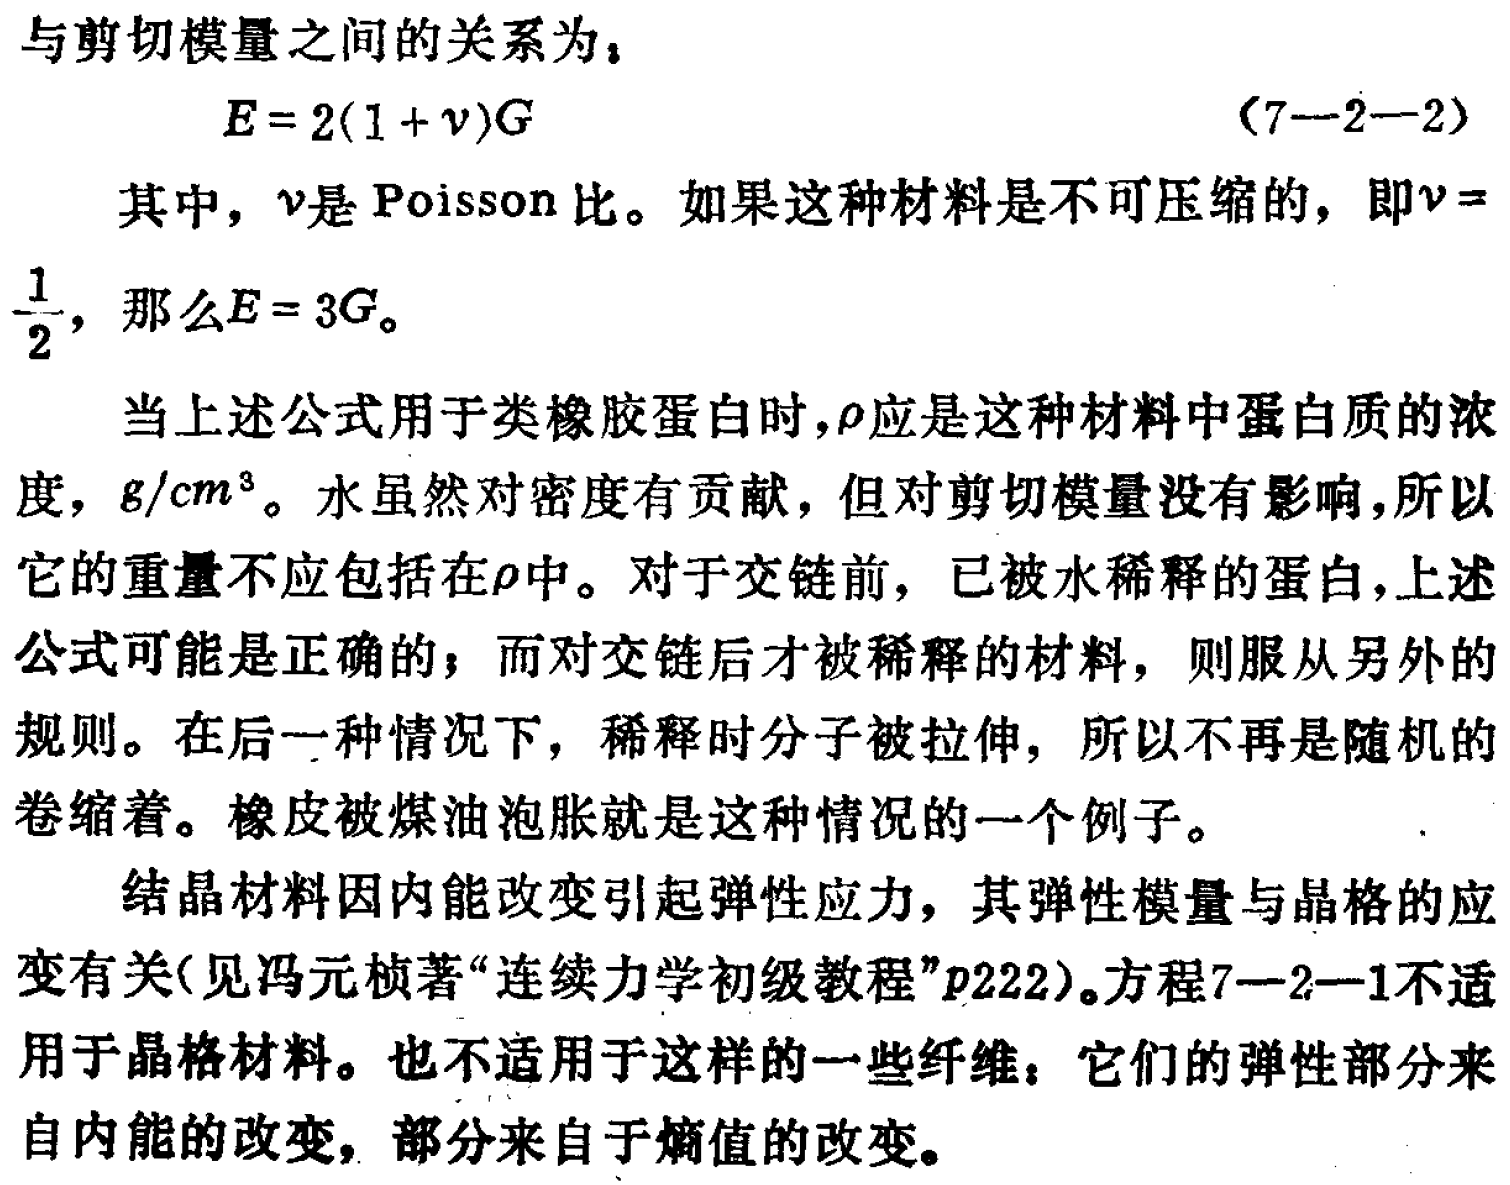 与剪切模量之间的关系为：
E = 2(1 + ν)G （7—2—2）
其中，ν是 Poisson 比。如果这种材料是不可压缩的，即ν =
1/2，那么E = 3G。
当上述公式用于类橡胶蛋白时,ρ应是这种材料中蛋白质的浓
度，g/cm³。水虽然对密度有贡献，但对剪切模量没有影响,所以
它的重量不应包括在ρ中。对于交链前，已被水稀释的蛋白,上述
公式可能是正确的；而对交链后才被稀释的材料，则服从另外的
规则。在后一种情况下，稀释时分子被拉伸，所以不再是随机的
卷缩着。橡皮被煤油泡胀就是这种情况的一个例子。
结晶材料因内能改变引起弹性应力，其弹性模量与晶格的应
变有关(见冯元桢著“连续力学初级教程”p222)。方程7—2—1不适
用于晶格材料。也不适用于这样的一些纤维：它们的弹性部分来
自内能的改变，部分来自于熵值的改变。